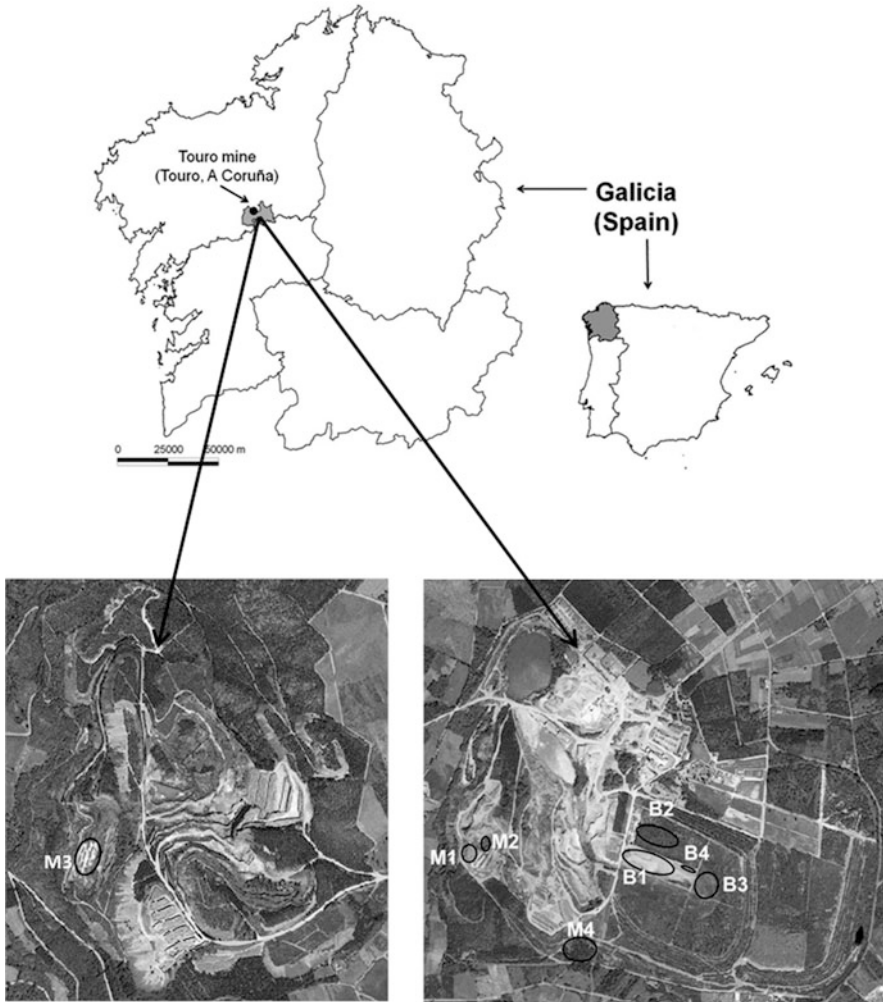 Touro mine
(Touro, A Coruña)
Galicia
(Spain)
0 25000 50000 m
M3
M1
M2
B2
B4
B1
B3
M4